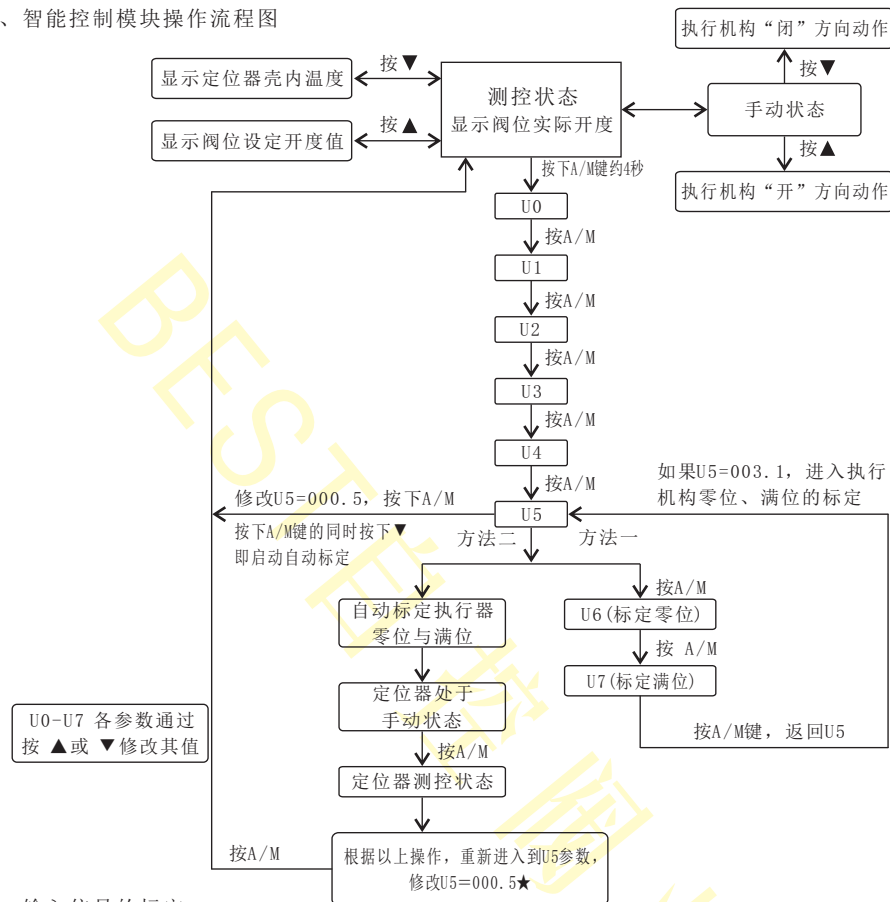 、智能控制模块操作流程图
执行机构“闭”方向动作
按▼
显示定位器壳内温度
按▼
测控状态
显示阀位实际开度
手动状态
显示阀位设定开度值
按▲
按▲
执行机构“开”方向动作
按下A/M键约4秒
U0
按A/M
U1
按A/M
U2
按A/M
U3
按A/M
U4
按A/M
如果U5=003.1，进入执行
机构零位、满位的标定
修改U5=000.5，按下A/M
U5
按下A/M键的同时按下▼
即启动自动标定
方法二
方法一
自动标定执行器
零位与满位
按A/M
U6(标定零位)
按 A/M
U7(标定满位)
定位器处于
手动状态
按A/M键，返回U5
U0-U7 各参数通过
按 ▲或 ▼修改其值
按A/M
定位器测控状态
按A/M
根据以上操作，重新进入到U5参数，
修改U5=000.5★
BEST自控阀